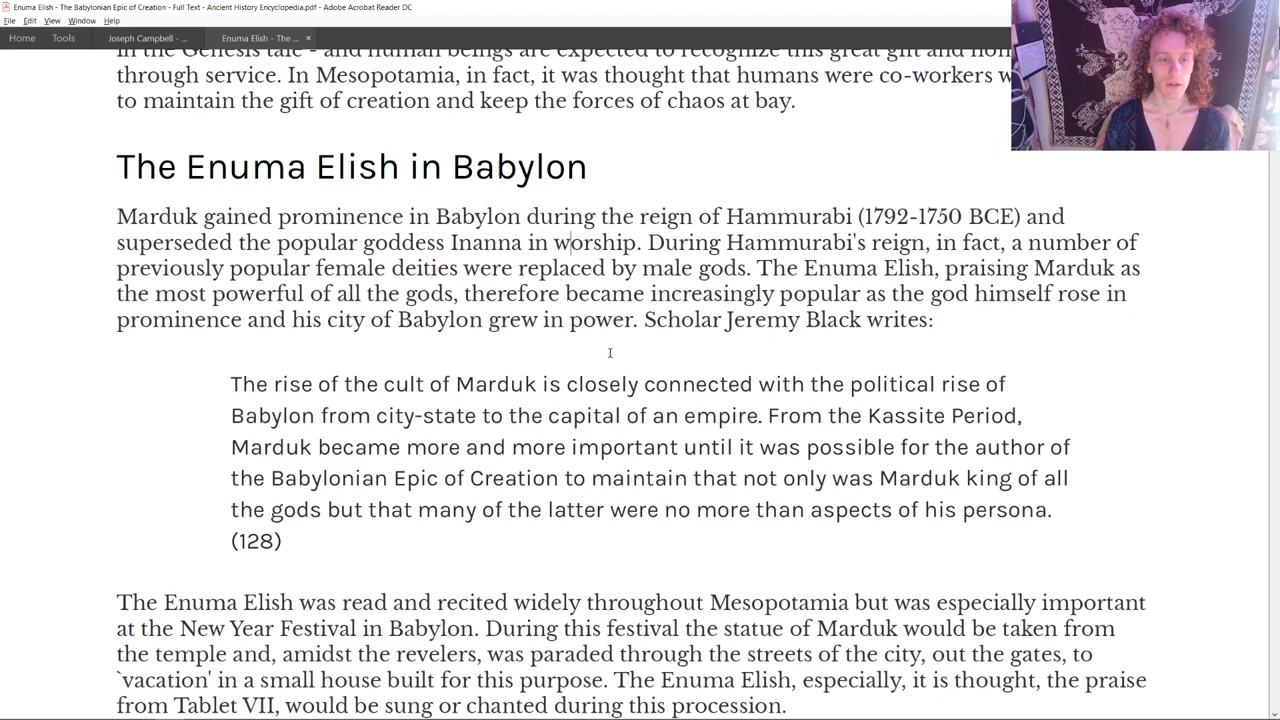 Enuma Elish - The Babylonian Epic of Creation - Full Text - Ancient History Encyclopedia.pdf - Adobe Acrobat Reader DC
File Edit View Window Help
Home Tools Joseph Campbell - ... Enuma Elish - The ... ×
in the Genesis tale - and human beings are expected to recognize this great gift and
through service. In Mesopotamia, in fact, it was thought that humans were co-workers
to maintain the gift of creation and keep the forces of chaos at bay.
The Enuma Elish in Babylon
Marduk gained prominence in Babylon during the reign of Hammurabi (1792-1750 BCE) and
superseded the popular goddess Inanna in worship. During Hammurabi's reign, in fact, a number of
previously popular female deities were replaced by male gods. The Enuma Elish, praising Marduk as
the most powerful of all the gods, therefore became increasingly popular as the god himself rose in
prominence and his city of Babylon grew in power. Scholar Jeremy Black writes:
The rise of the cult of Marduk is closely connected with the political rise of
Babylon from city-state to the capital of an empire. From the Kassite Period,
Marduk became more and more important until it was possible for the author of
the Babylonian Epic of Creation to maintain that not only was Marduk king of all
the gods but that many of the latter were no more than aspects of his persona.
(128)
The Enuma Elish was read and recited widely throughout Mesopotamia but was especially important
at the New Year Festival in Babylon. During this festival the statue of Marduk would be taken from
the temple and, amidst the revelers, was paraded through the streets of the city, out the gates, to
`vacation' in a small house built for this purpose. The Enuma Elish, especially, it is thought, the praise
from Tablet VII, would be sung or chanted during this procession.